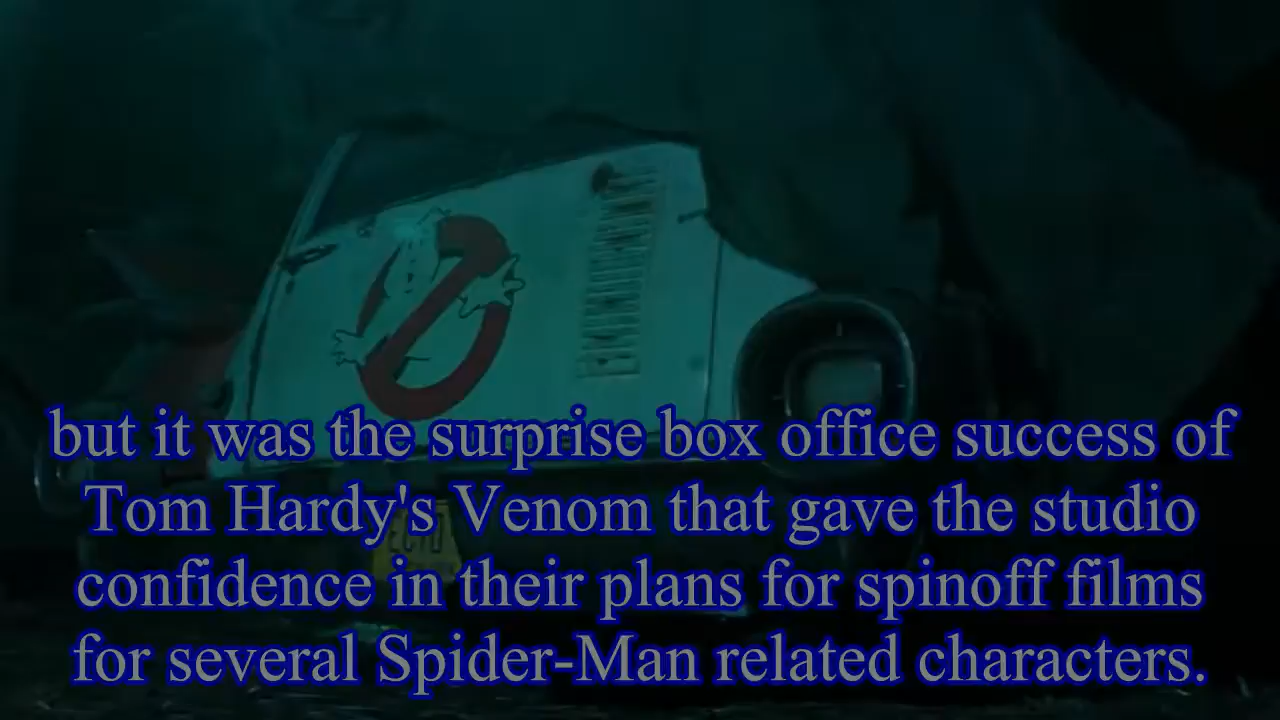 but it was the surprise box office success of
Tom Hardy's Venom that gave the studio
confidence in their plans for spinoff films
for several Spider-Man related characters.
ECTO